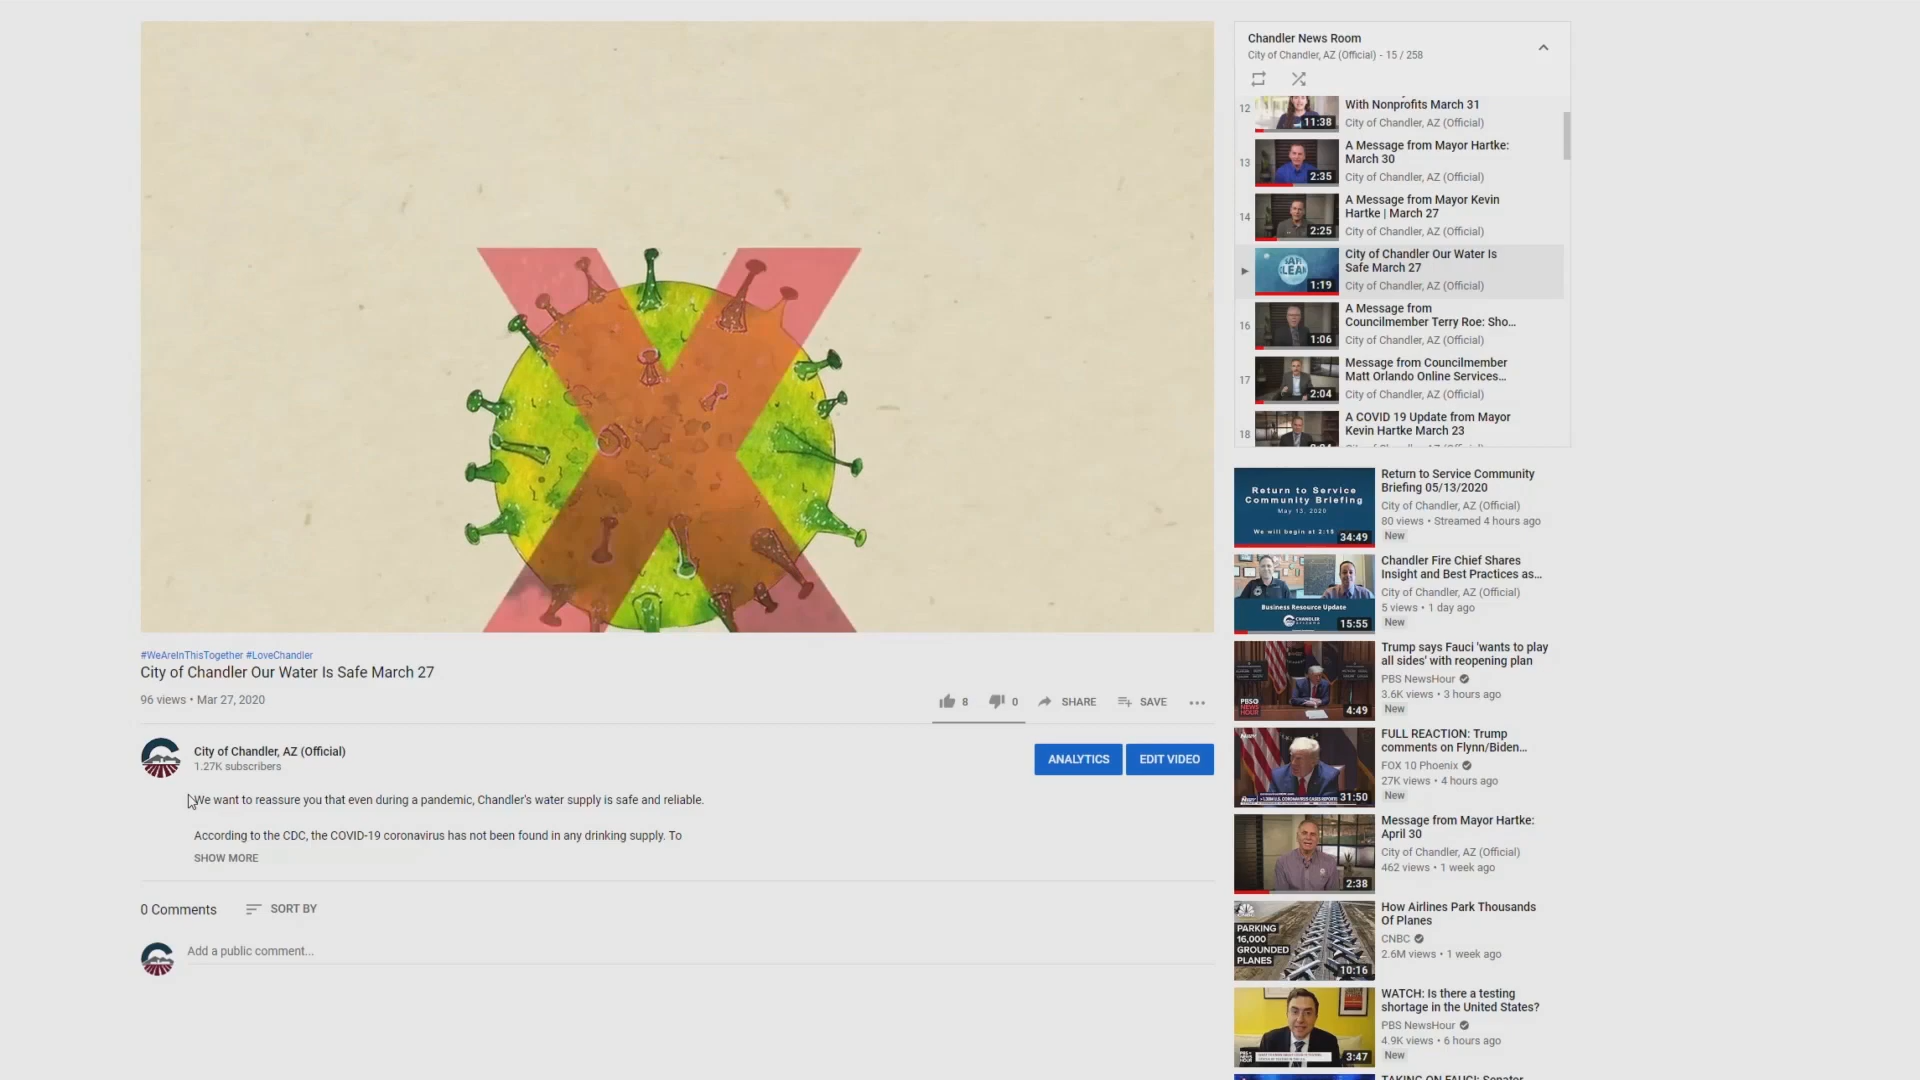 #WeAreInThisTogether #LoveChandler
City of Chandler Our Water Is Safe March 27
96 views • Mar 27, 2020
8
0
SHARE
SAVE
City of Chandler, AZ (Official)
1.27K subscribers
ANALYTICS
EDIT VIDEO
We want to reassure you that even during a pandemic, Chandler's water supply is safe and reliable.
According to the CDC, the COVID-19 coronavirus has not been found in any drinking supply. To
SHOW MORE
0 Comments
SORT BY
Add a public comment...
Chandler News Room
City of Chandler, AZ (Official) - 15 / 258
12
11:38
With Nonprofits March 31
City of Chandler, AZ (Official)
13
2:35
A Message from Mayor Hartke:
March 30
City of Chandler, AZ (Official)
14
2:25
A Message from Mayor Kevin
Hartke | March 27
City of Chandler, AZ (Official)
SAFE
CLEAN
1:19
City of Chandler Our Water Is
Safe March 27
City of Chandler, AZ (Official)
16
1:06
A Message from
Councilmember Terry Roe: Sho...
City of Chandler, AZ (Official)
17
2:04
Message from Councilmember
Matt Orlando Online Services...
City of Chandler, AZ (Official)
18
A COVID 19 Update from Mayor
Kevin Hartke March 23
Return to Service
Community Briefing
May 13, 2020
We will begin at 2:15
34:49
Return to Service Community
Briefing 05/13/2020
City of Chandler, AZ (Official)
80 views • Streamed 4 hours ago
New
Business Resource Update
CHANDLER
15:55
Chandler Fire Chief Shares
Insight and Best Practices as...
City of Chandler, AZ (Official)
5 views • 1 day ago
New
PBS
NEWS
HOUR
4:49
Trump says Fauci 'wants to play
all sides' with reopening plan
PBS NewsHour
3.6K views • 3 hours ago
New
31:50
FULL REACTION: Trump
comments on Flynn/Biden...
FOX 10 Phoenix
27K views • 4 hours ago
New
2:38
Message from Mayor Hartke:
April 30
City of Chandler, AZ (Official)
462 views • 1 week ago
PARKING
16,000
GROUNDED
PLANES
10:16
How Airlines Park Thousands
Of Planes
CNBC
2.6M views • 1 week ago
3:47
WATCH: Is there a testing
shortage in the United States?
PBS NewsHour
4.9K views • 6 hours ago
New
TAKING ON FAUCI: Senator